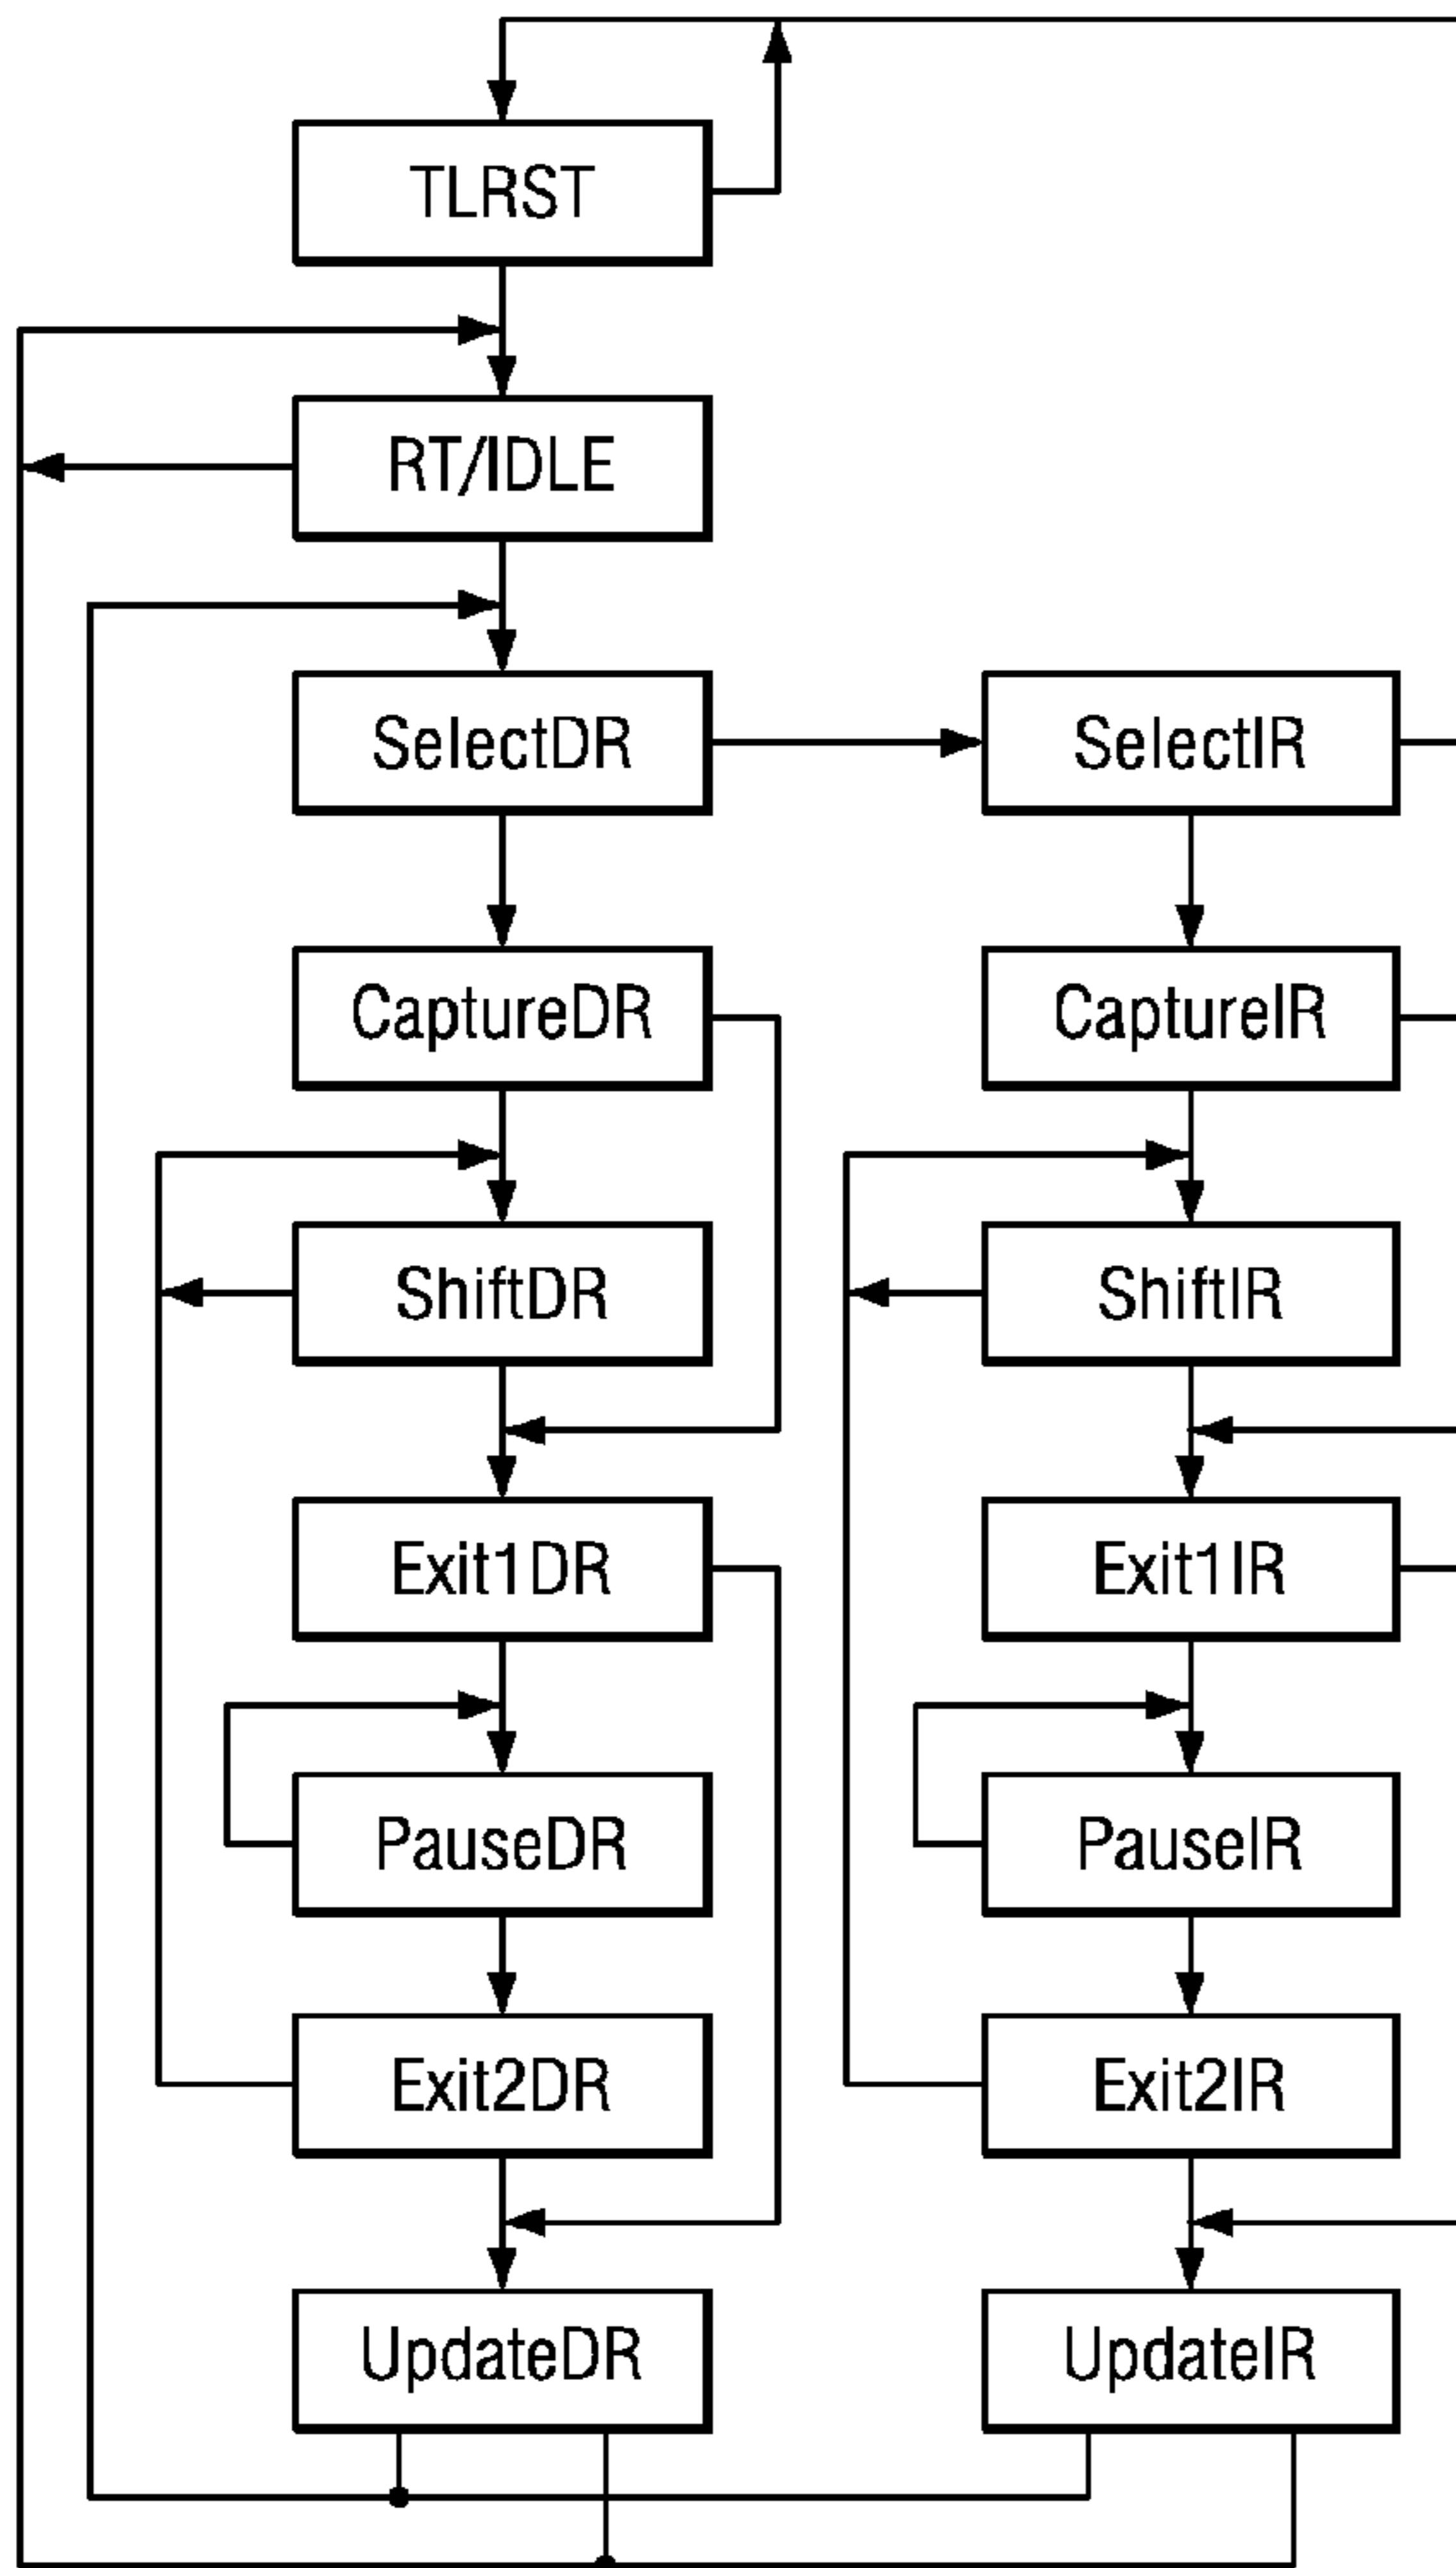 TLRST
RT/IDLE
SelectDR
SelectIR
CaptureDR
CaptureIR
ShiftDR
ShiftIR
Exit1DR
Exit1IR
PauseDR
PauseIR
Exit2DR
Exit2IR
UpdateDR
UpdateIR